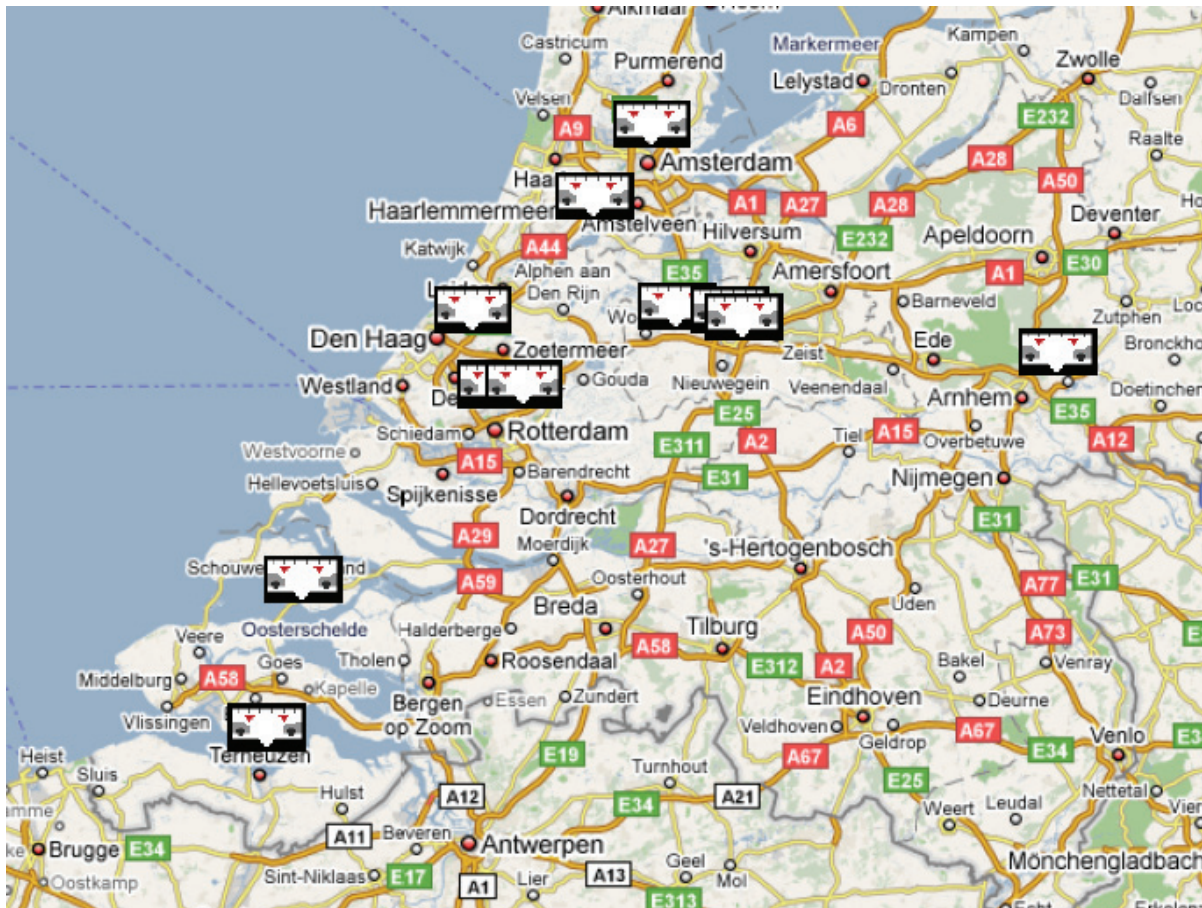 Alkmaar
Castricum
Purmerend
Markermeer
Kampen
Zwolle
Lelystad
Dronten
Dalfsen
Velsen
A9
A6
E232
Raalte
Amsterdam
A28
A50
A1
A27
A28
Haarlemmermeer
Amstelveen
Deventer
Katwijk
A44
Hilversum
E232
Apeldoorn
E30
Alphen aan
Den Rijn
E35
Amersfoort
A1
Barneveld
Zutphen
Den Haag
Zoetermeer
Zeist
Ede
Westland
Gouda
Nieuwegein
Veenendaal
Doetinchem
Arnhem
E35
Schiedam
Rotterdam
E25
A15
Overbetuwe
A12
Westvoorne
A15
Barendrecht
E311
A2
Tiel
Hellevoetsluis
Spijkenisse
E31
Nijmegen
Dordrecht
E31
A29
Moerdijk
A27
's-Hertogenbosch
A59
Oosterhout
A77
E31
Breda
Uden
Oosterschelde
Halderberge
A50
A73
Veere
Tilburg
Goes
Tholen
Roosendaal
A58
E312
A2
Bakel
Venray
Middelburg
A58
Kapelle
Bergen
op Zoom
Essen
Zundert
Eindhoven
Deurne
Vlissingen
Veldhoven
Geldrop
A67
Terneuzen
E19
A67
E34
Venlo
Heist
Sluis
Turnhout
E25
Nettetal
Hulst
A12
E34
A21
Weert
Leudal
A11
Beveren
Brugge
E34
Antwerpen
Mönchengladbach
Oostkamp
Sint-Niklaas
E17
A1
Lier
A13
Geel
Mol
E313